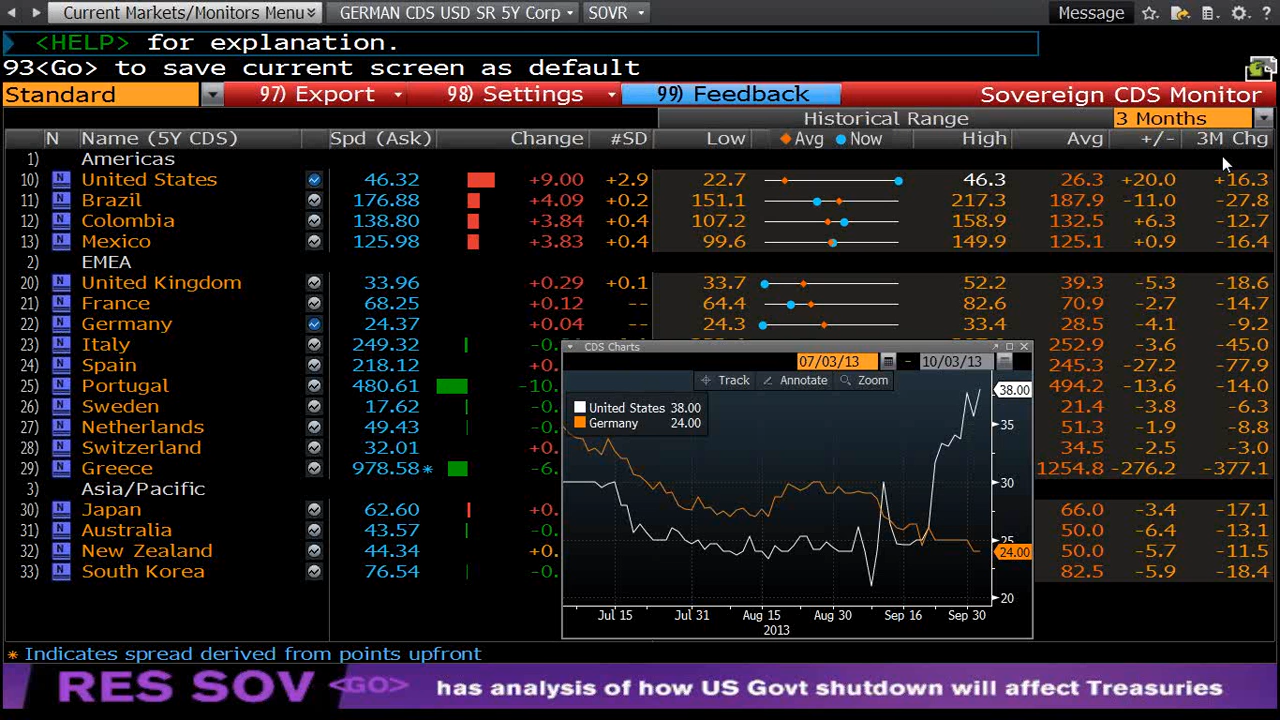 Current Markets/Monitors Menu GERMAN CDS USD SR 5Y Corp SOVR Message ?
<HELP> for explanation.
93<Go> to save current screen as default
Standard 97) Export 98) Settings 99) Feedback Sovereign CDS Monitor
Historical Range 3 Months
N Name (5Y CDS) Spd (Ask) Change #SD Low Avg Now High Avg +/- 3M Chg
1) Americas
10) N United States 46.32 +9.00 +2.9 22.7 46.3 26.3 +20.0 +16.3
11) N Brazil 176.88 +4.09 +0.2 151.1 217.3 187.9 -11.0 -27.8
12) N Colombia 138.80 +3.84 +0.4 107.2 158.9 132.5 +6.3 -12.7
13) N Mexico 125.98 +3.83 +0.4 99.6 149.9 125.1 +0.9 -16.4
2) EMEA
20) N United Kingdom 33.96 +0.29 +0.1 33.7 52.2 39.3 -5.3 -18.6
21) N France 68.25 +0.12 -- 64.4 82.6 70.9 -2.7 -14.7
22) N Germany 24.37 +0.04 -- 24.3 33.4 28.5 -4.1 -9.2
23) N Italy 249.32 -0. -3.0 -45.0
24) N Spain 218.12 +0. 245.3 -27.2 -77.9
25) N Portugal 480.61 -10. 494.2 -13.6 -14.0
26) N Sweden 17.62 -0. 21.4 -3.8 -6.3
27) N Netherlands 49.43 -0. 51.3 -1.9 -8.8
28) N Switzerland 32.01 +0. 34.5 -2.5 -3.0
29) N Greece 978.58* -6. 1254.8 -276.2 -377.1
3) Asia/Pacific
30) N Japan 62.60 +0. 66.0 -3.4 -17.1
31) N Australia 43.57 -0. 50.0 -6.4 -13.1
32) N New Zealand 44.34 +0. 50.0 -5.7 -11.5
33) N South Korea 76.54 -0. 82.5 -5.9 -18.4
CDS Charts
07/03/13 - 10/03/13
Track Annotate Zoom
United States 38.00
Germany 24.00
38.00
35
30
25
24.00
20
Jul 15 Jul 31 Aug 15 Aug 30 Sep 16 Sep 30
2013
* Indicates spread derived from points upfront
RES SOV <GO> has analysis of how US Govt shutdown will affect Treasuries